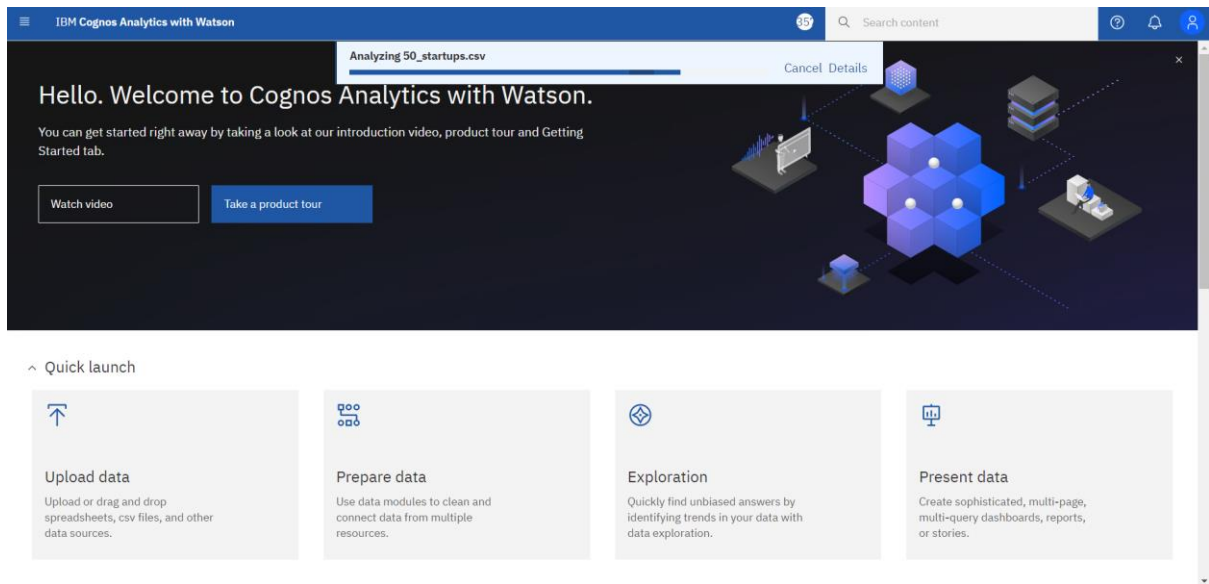 IBM Cognos Analytics with Watson
Search content
Analyzing 50_startups.csv
Cancel Details
Hello. Welcome to Cognos Analytics with Watson.
You can get started right away by taking a look at our introduction video, product tour and Getting
Started tab.
Watch video
Take a product tour
Quick launch
Upload data
Upload or drag and drop
spreadsheets, csv files, and other
data sources.
Prepare data
Use data modules to clean and
connect data from multiple
resources.
Exploration
Quickly find unbiased answers by
identifying trends in your data with
data exploration.
Present data
Create sophisticated, multi-page,
multi-query dashboards, reports,
or stories.